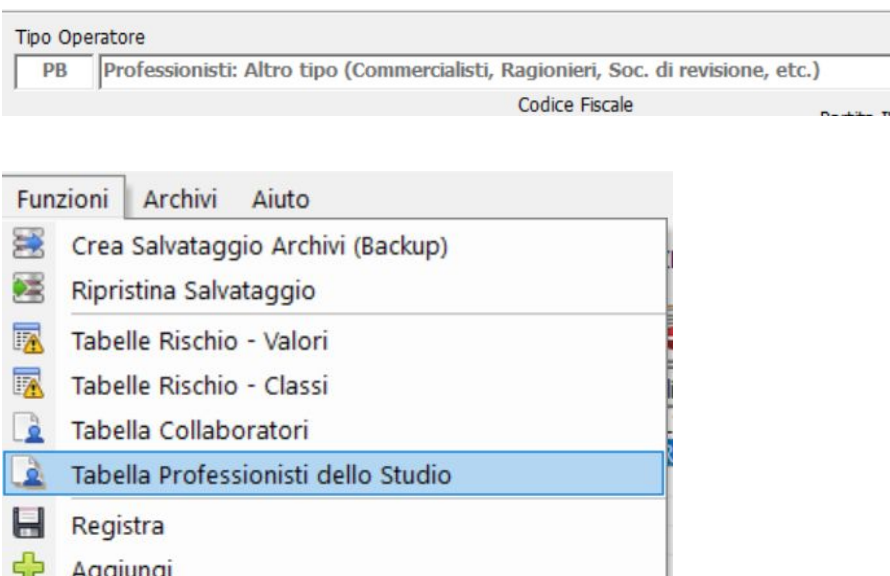 Tipo Operatore
PB Professionisti: Altro tipo (Commercialisti, Ragionieri, Soc. di revisione, etc.)
Codice Fiscale
Funzioni Archivi Aiuto
Crea Salvataggio Archivi (Backup)
Ripristina Salvataggio
Tabelle Rischio - Valori
Tabelle Rischio - Classi
Tabella Collaboratori
Tabella Professionisti dello Studio
Registra
Aggiungi